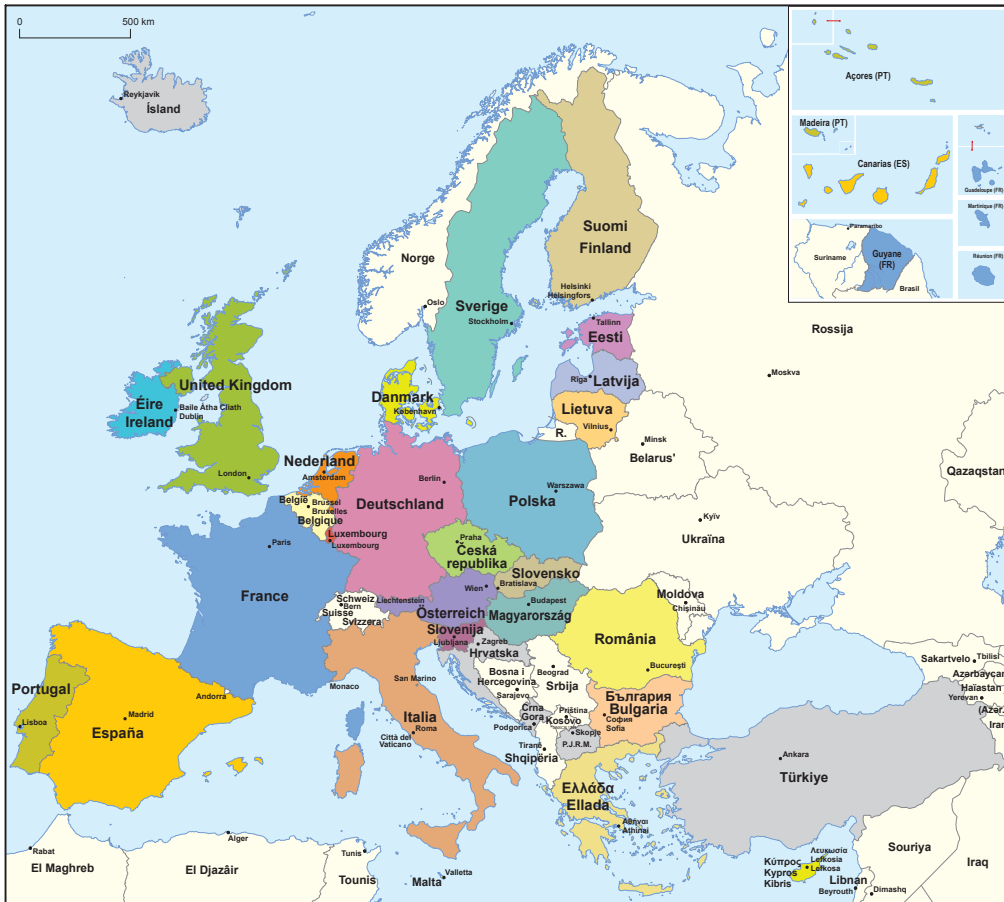 0 500 km
Reykjavík
Ísland
Açores (PT)
Madeira (PT)
Canarias (ES)
Guadeloupe (FR)
Martinique (FR)
Réunion (FR)
Paramaribo
Suriname
Guyane
(FR)
Brasil
Norge
Oslo
Sverige
Stockholm
Suomi
Finland
Helsinki
Helsingfors
Tallinn
Eesti
Rossija
Moskva
Rīga
Latvija
Lietuva
Vilnius
R.
Minsk
Belarus'
Qazaqstan
United Kingdom
London
Éire
Ireland
Baile Átha Cliath
Dublin
Danmark
København
Nederland
Amsterdam
België
Brussel
Bruxelles
Belgique
Luxembourg
Luxembourg
Berlin
Deutschland
Warszawa
Polska
Kyïv
Ukraïna
Praha
Česká
republika
Slovensko
Bratislava
Paris
France
Schweiz
Bern
Suisse
Svizzera
Liechtenstein
Wien
Österreich
Budapest
Magyarország
Slovenija
Ljubljana
Zagreb
Hrvatska
Moldova
Chişinău
România
Bucureşti
Bosna i
Hercegovina
Sarajevo
Beograd
Srbija
Crna
Gora
Podgorica
Priština
Kosovo
Skopje
P.J.R.M.
Tiranë
Shqipëria
България
Bulgaria
София
Sofia
Portugal
Lisboa
Madrid
España
Andorra
Monaco
San Marino
Italia
Roma
Città del
Vaticano
Ελλάδα
Ellada
Αθήναι
Athinai
Ankara
Türkiye
Sakartvelo
Tbilisi
Azərbaycan
Haïastan
Yerevan
(Azər.)
Iran
Rabat
El Maghreb
Alger
El Djazâir
Tunis
Tounis
Malta
Valletta
Κύπρος
Kypros
Kibris
Λευκωσία
Lefkosia
Lefkosa
Libnan
Beyrouth
Dimashq
Souriya
Iraq